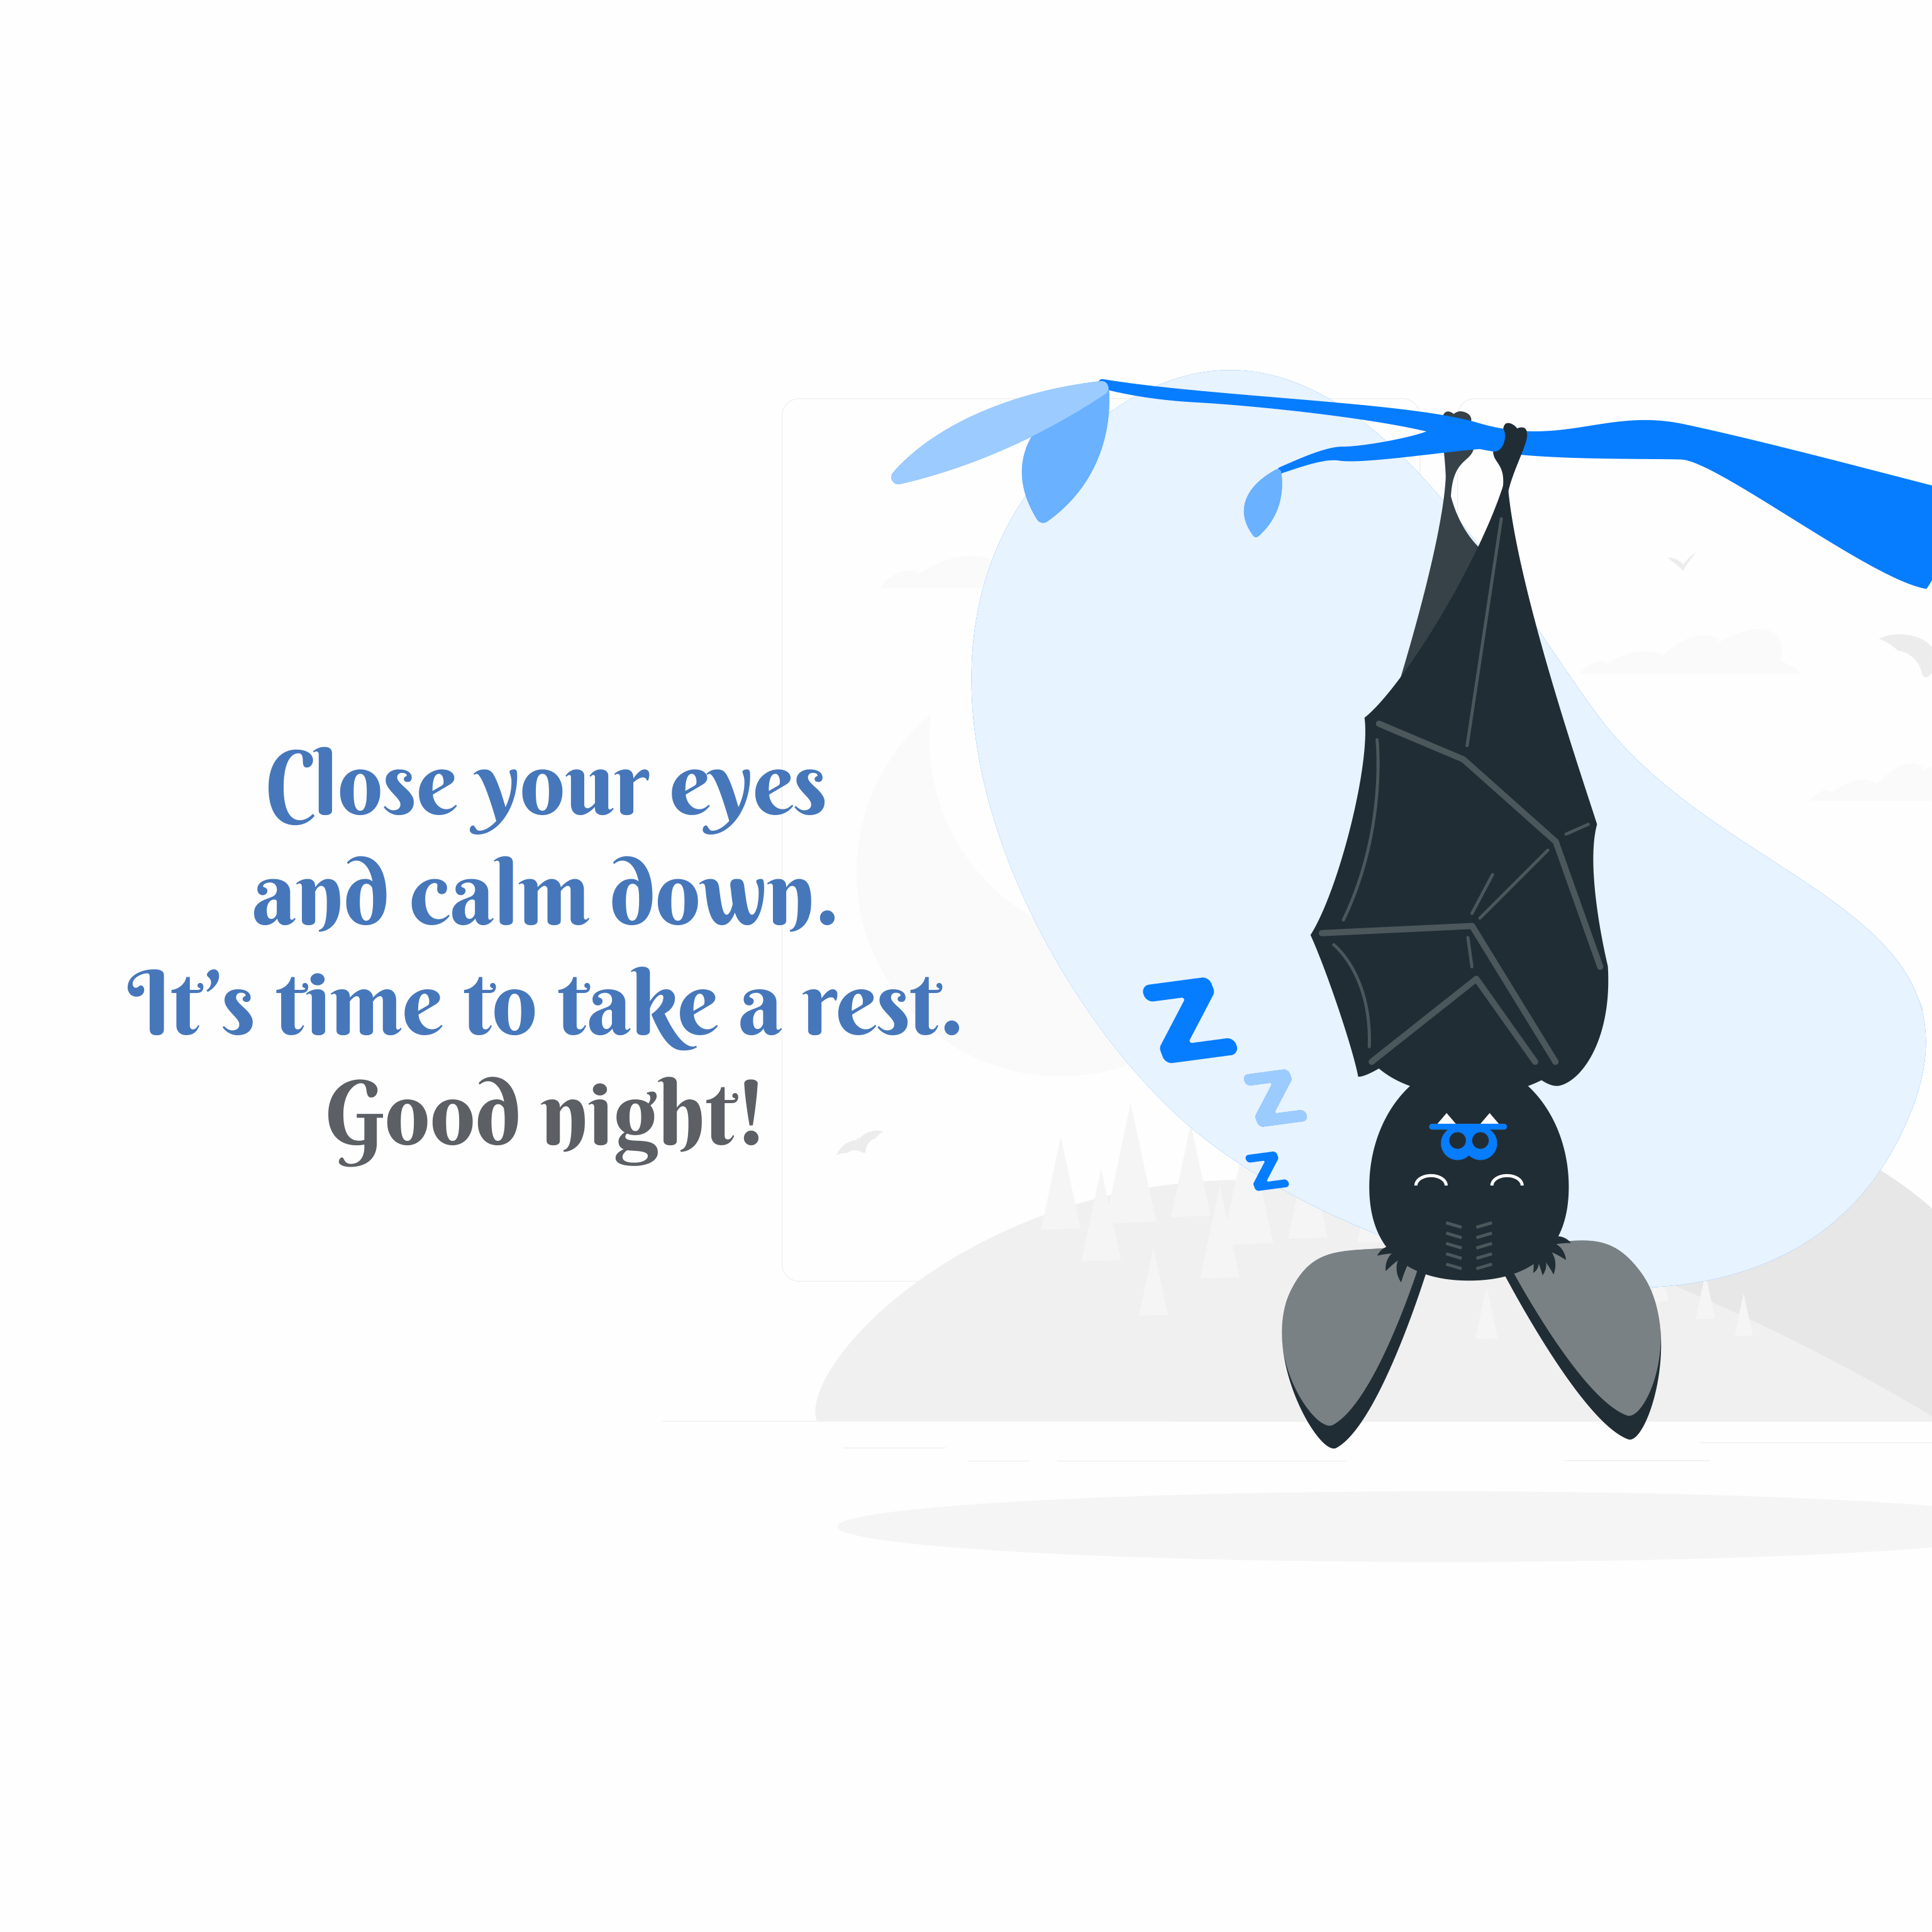 Close your eyes
and calm down.
It's time to take a rest.
Good night!
Z
Z
Z